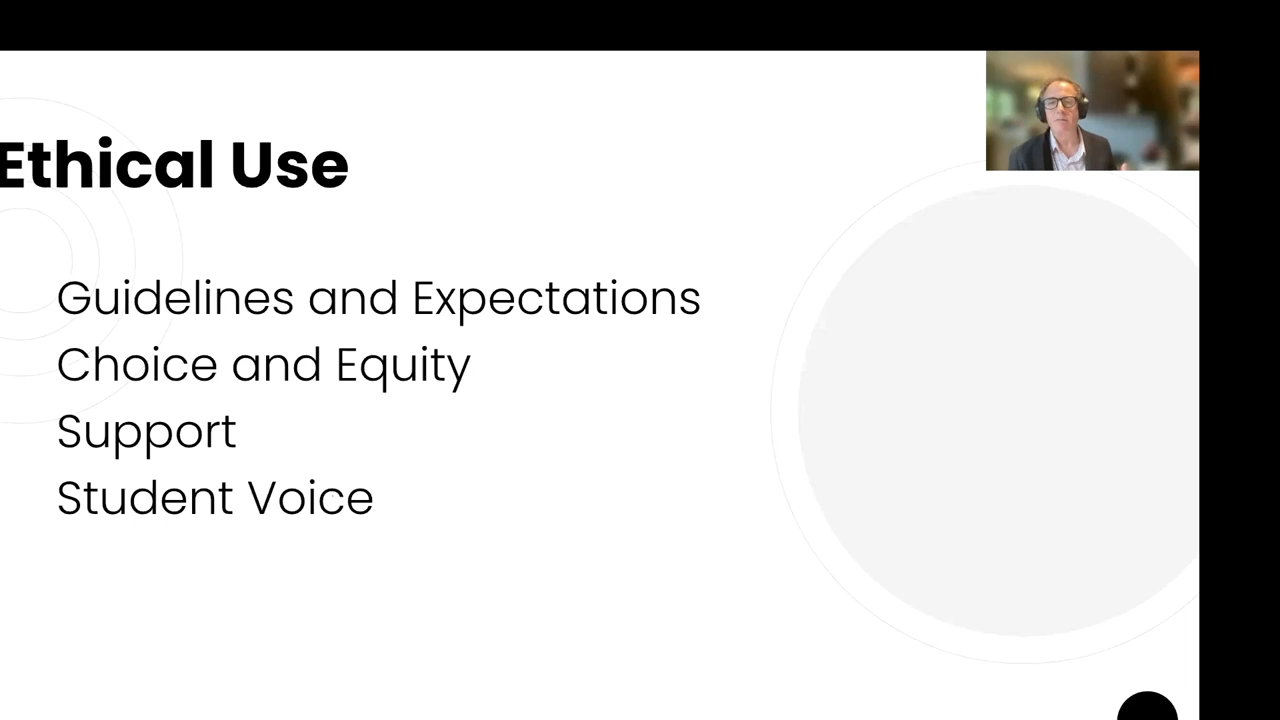 Ethical Use
Guidelines and Expectations
Choice and Equity
Support
Student Voice